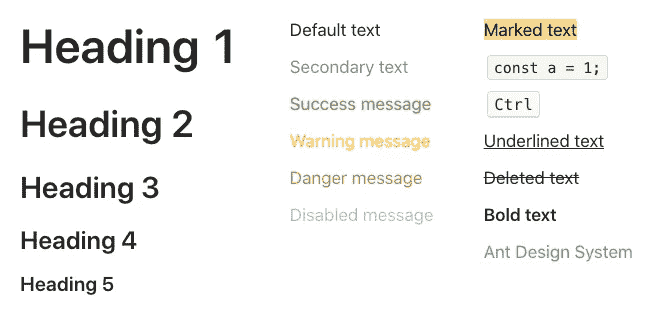 Heading 1
Heading 2
Heading 3
Heading 4
Heading 5
Default text
Secondary text
Success message
Warning message
Danger message
Disabled message
Marked text
const a = 1;
Ctrl
Underlined text
Deleted text
Bold text
Ant Design System